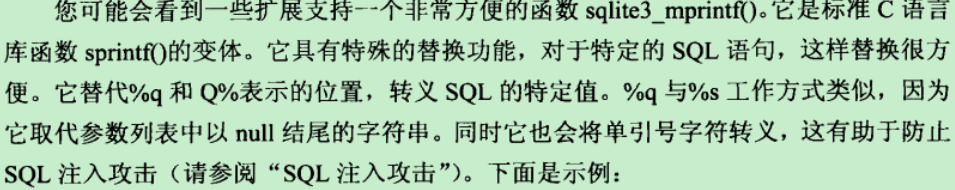 您可能会看到一些扩展支持一个非常方便的函数 sqlite3_mprintf()。它是标准 C 语言
库函数 sprintf()的变体。它具有特殊的替换功能，对于特定的 SQL 语句，这样替换很方
便。它替代%q 和 Q%表示的位置，转义 SQL 的特定值。%q 与%s 工作方式类似，因为
它取代参数列表中以 null 结尾的字符串。同时它也会将单引号字符转义，这有助于防止
SQL 注入攻击（请参阅“SQL 注入攻击”）。下面是示例：